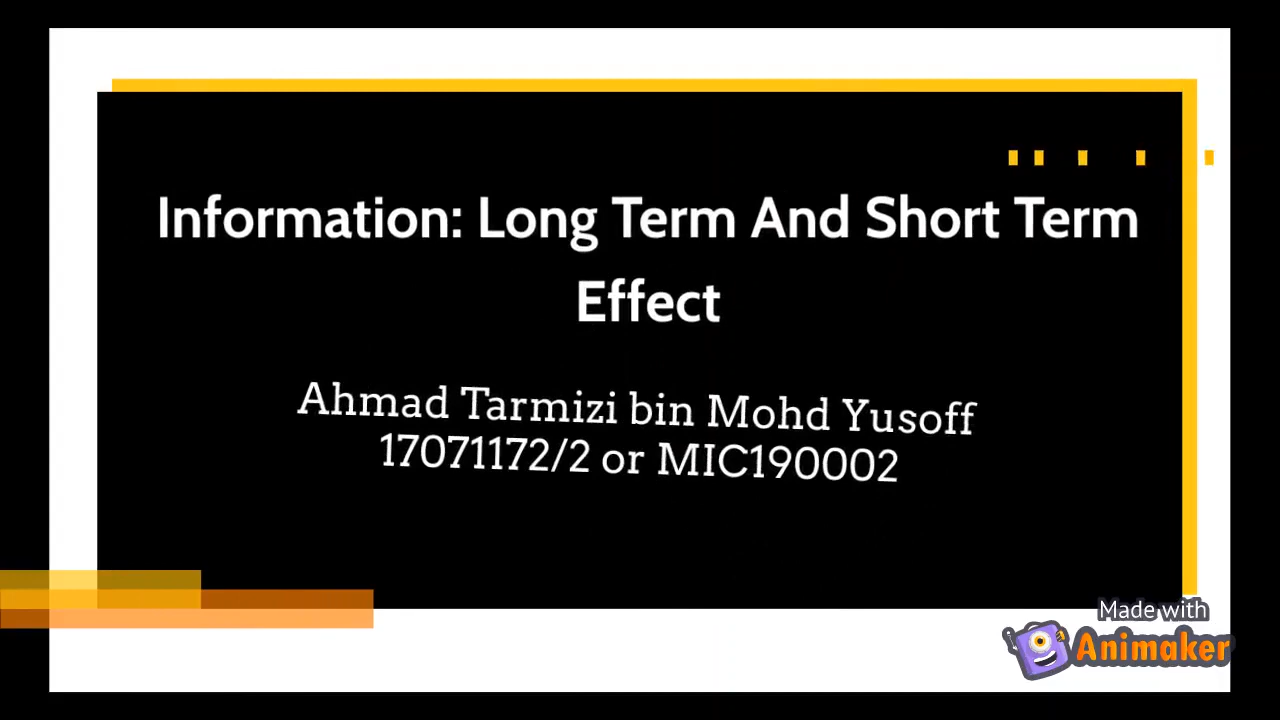 Information: Long Term And Short Term
Effect
Ahmad Tarmizi bin Mohd Yusoff
17071172/2 or MIC190002
Made with
Animaker